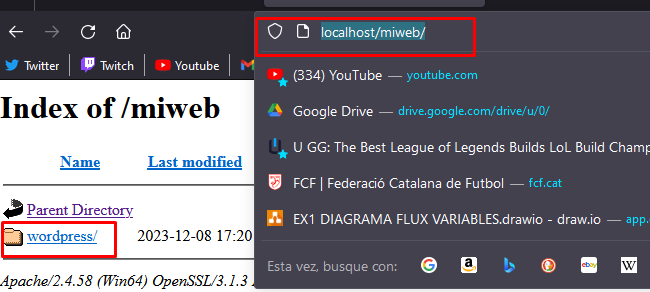 localhost/miweb/
Twitter
Twitch
Youtube
(334) YouTube — youtube.com
Google Drive — drive.google.com/drive/u/0/
U GG: The Best League of Legends Builds LoL Build Champ
FCF | Federació Catalana de Futbol — fcf.cat
EX1 DIAGRAMA FLUX VARIABLES.drawio - draw.io — app.
Esta vez, busque con:
Index of /miweb
Name Last modified
Parent Directory
wordpress/ 2023-12-08 17:20
Apache/2.4.58 (Win64) OpenSSL/3.1.3